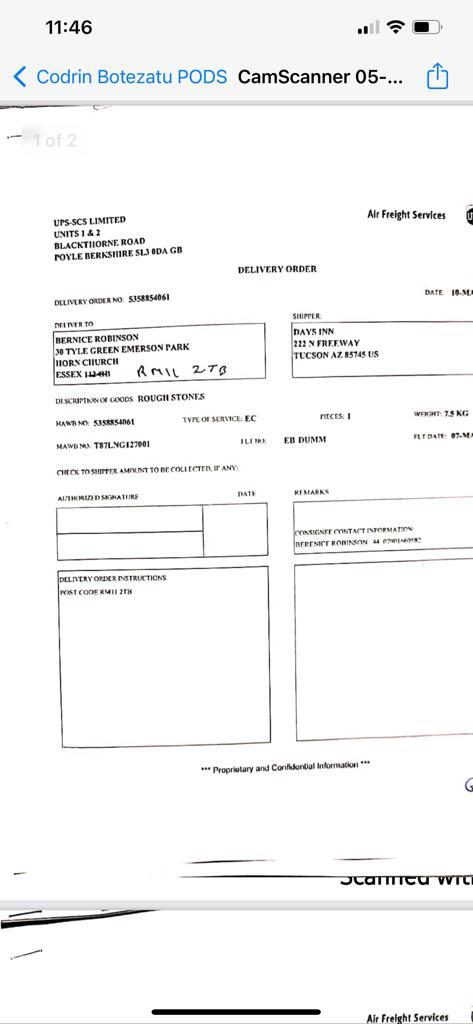 11:46
Codrin Botezatu PODS CamScanner 05-...
1 of 2
Air Freight Services
UPS-SCS LIMITED
UNITS 1 & 2
BLACKTHORNE ROAD
POYLE BERKSHIRE SL3 0DA GB
DELIVERY ORDER
DELIVERY ORDER NO: 5358854061
DATE 10-MA
DELIVER TO
BERNICE ROBINSON
30 TYLE GREEN EMERSON PARK
HORN CHURCH
ESSEX RM11 2TB
SHIPPER:
DAYS INN
222 N FREEWAY
TUCSON AZ 85745 US
DESCRIPTION OF GOODS ROUGH STONES
HAWB NO: 5358854061 TYPE OF SERVICE: EC PIECES: 1 WEIGHT: 7.5 KG
MAWB NO: T87LNG127001 FLT NO: EB DUMM FLT DATE: 07-MA
CHECK TO SHIPPER AMOUNT TO BE COLLECTED, IF ANY:
AUTHORIZED SIGNATURE DATE REMARKS
CONSIGNEE CONTACT INFORMATION
BERENICE ROBINSON 44
DELIVERY ORDER INSTRUCTIONS
POST CODE RM11 2TB
*** Proprietary and Confidential Information ***
Scanned wit
Air Freight Services